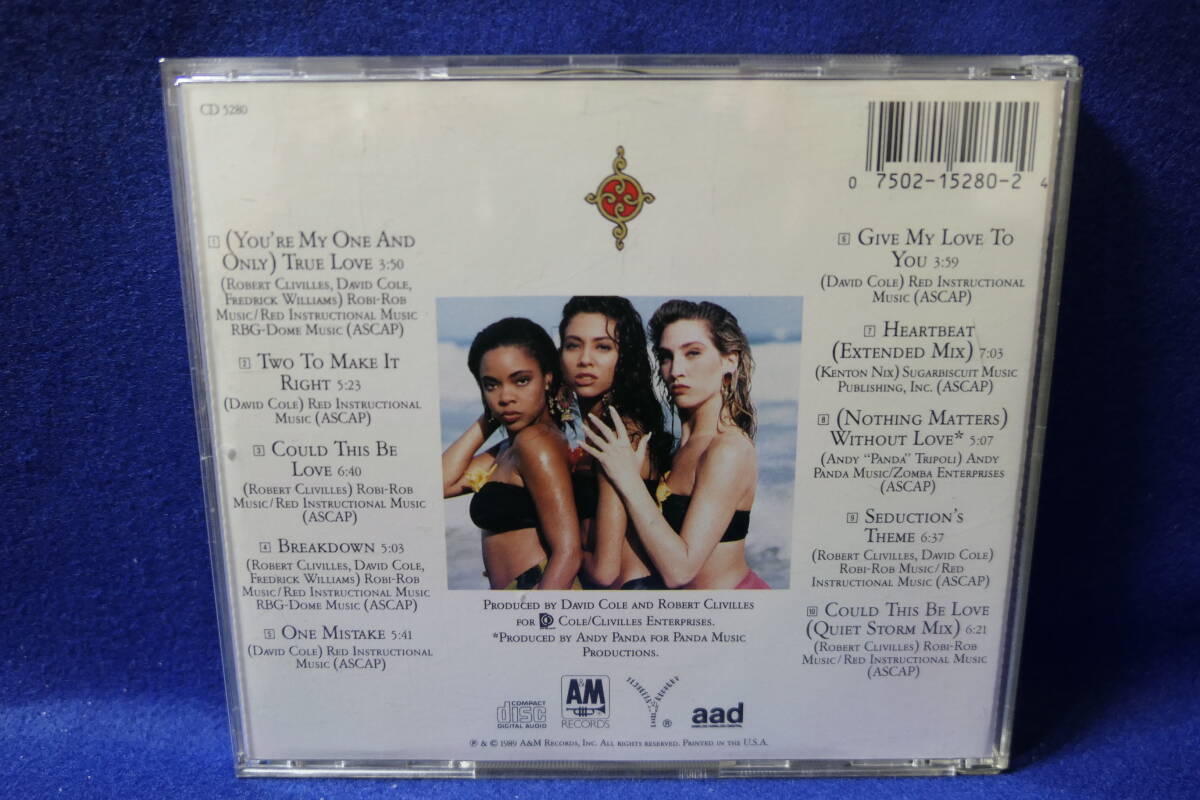 CD 5280
0 7502-15280-2 4
1 (You're My One And
Only) True Love 3:50
(Robert Clivilles, David Cole,
Fredrick Williams) Robi-Rob
Music/Red Instructional Music
RBG-Dome Music (ASCAP)
2 Two To Make It
Right 5:23
(David Cole) Red Instructional
Music (ASCAP)
3 Could This Be
Love 6:40
(Robert Clivilles) Robi-Rob
Music/Red Instructional Music
(ASCAP)
4 Breakdown 5:03
(Robert Clivilles, David Cole,
Fredrick Williams) Robi-Rob
Music/Red Instructional Music
RBG-Dome Music (ASCAP)
5 One Mistake 5:41
(David Cole) Red Instructional
Music (ASCAP)
6 Give My Love To
You 3:59
(David Cole) Red Instructional
Music (ASCAP)
7 Heartbeat
(Extended Mix) 7:03
(Kenton Nix) Sugarbiscuit Music
Publishing, Inc. (ASCAP)
8 (Nothing Matters)
Without Love* 5:07
(Andy "Panda" Tripoli) Andy
Panda Music/Zomba Enterprises
(ASCAP)
9 Seduction's
Theme 6:37
(Robert Clivilles, David Cole)
Robi-Rob Music/Red
Instructional Music (ASCAP)
10 Could This Be Love
(Quiet Storm Mix) 6:21
(Robert Clivilles) Robi-Rob
Music/Red Instructional Music
(ASCAP)
Produced by David Cole and Robert Clivilles
for Cole/Clivilles Enterprises.
*Produced by Andy Panda for Panda Music
Productions.
COMPACT
disc
DIGITAL AUDIO
A&M
RECORDS
®
aad
℗ & © 1989 A&M Records, Inc. All rights reserved. Printed in the U.S.A.